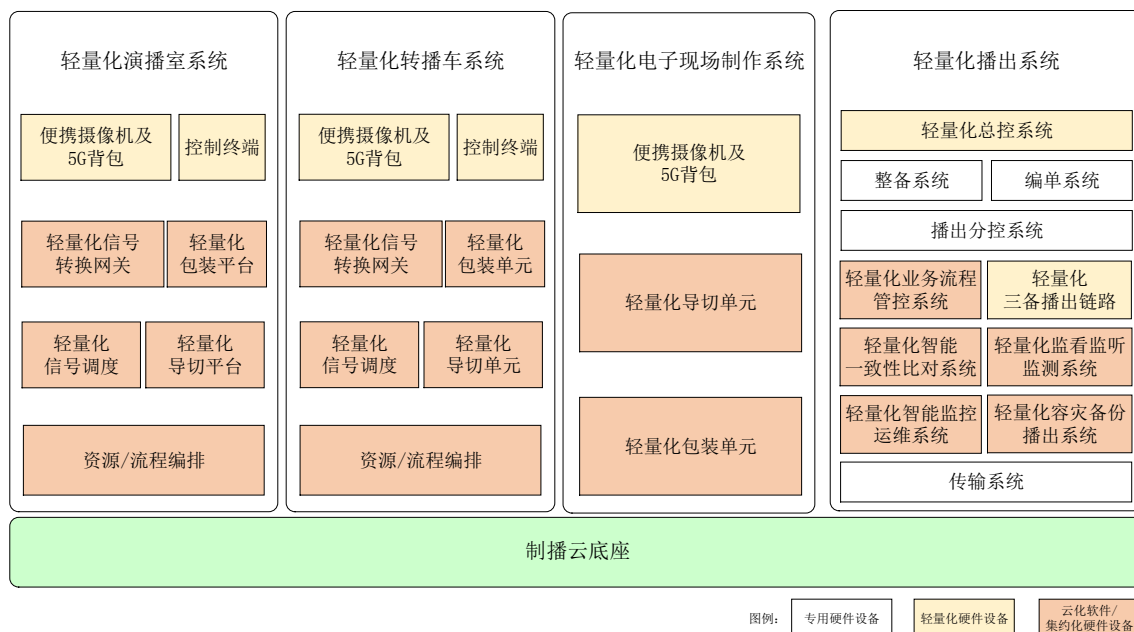 轻量化演播室系统
便携摄像机及
5G背包
控制终端
轻量化信号
转换网关
轻量化
包装平台
轻量化
信号调度
轻量化
导切平台
资源/流程编排
轻量化转播车系统
便携摄像机及
5G背包
控制终端
轻量化信号
转换网关
轻量化
包装单元
轻量化
信号调度
轻量化
导切单元
资源/流程编排
轻量化电子现场制作系统
便携摄像机及
5G背包
轻量化导切单元
轻量化包装单元
轻量化播出系统
轻量化总控系统
整备系统
编单系统
播出分控系统
轻量化业务流程
管控系统
轻量化
三备播出链路
轻量化智能
一致性比对系统
轻量化监看监听
监测系统
轻量化智能监控
运维系统
轻量化容灾备份
播出系统
传输系统
制播云底座
图例：
专用硬件设备
轻量化硬件设备
云化软件/
集约化硬件设备